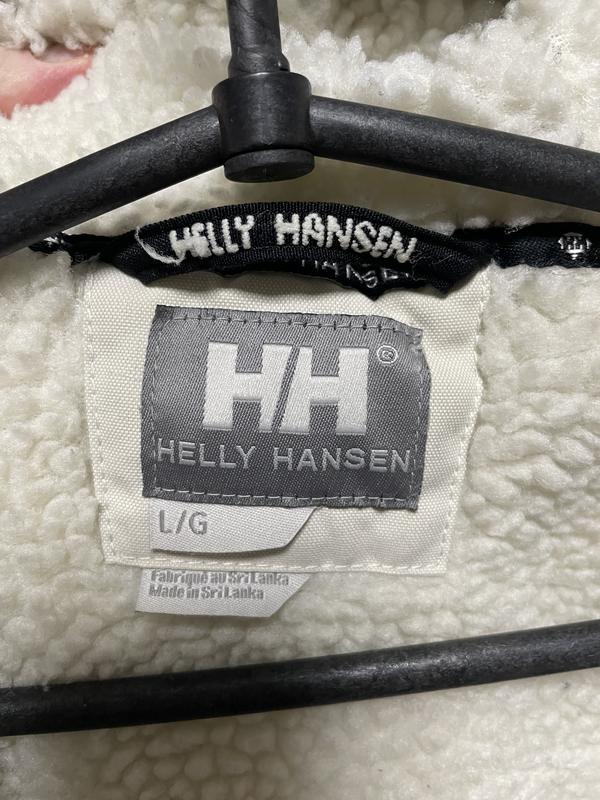 HELLY HANSEN
HH®
HELLY HANSEN
L/G
Fabriqué au Sri Lanka
Made in Sri Lanka